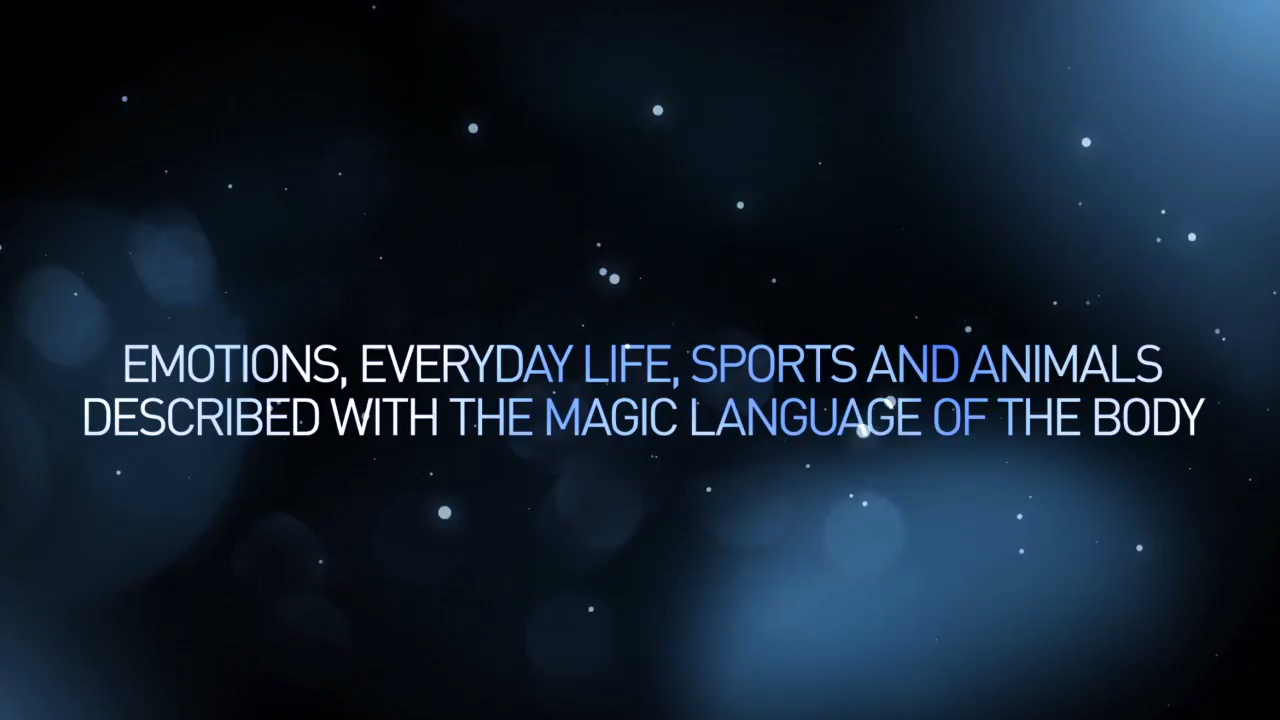 EMOTIONS, EVERYDAY LIFE, SPORTS AND ANIMALS
DESCRIBED WITH THE MAGIC LANGUAGE OF THE BODY